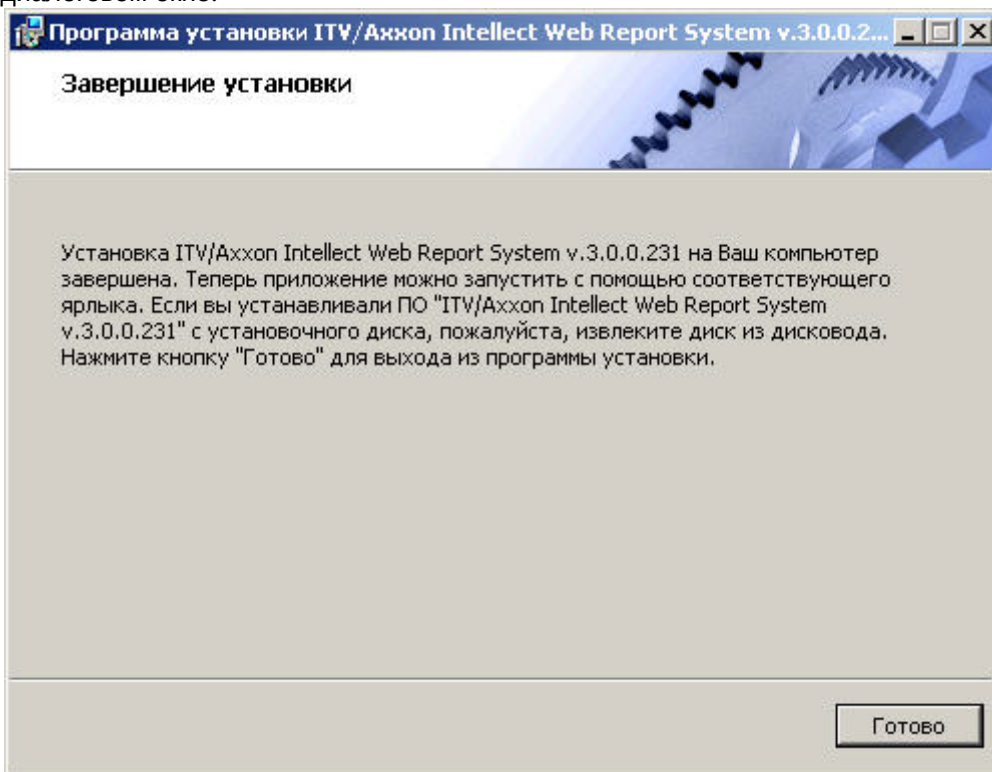 диалоговом окне.
Программа установки ITV/Axxon Intellect Web Report System v.3.0.0.2...
Завершение установки
Установка ITV/Axxon Intellect Web Report System v.3.0.0.231 на Ваш компьютер
завершена. Теперь приложение можно запустить с помощью соответствующего
ярлыка. Если вы устанавливали ПО "ITV/Axxon Intellect Web Report System
v.3.0.0.231" с установочного диска, пожалуйста, извлеките диск из дисковода.
Нажмите кнопку "Готово" для выхода из программы установки.
Готово